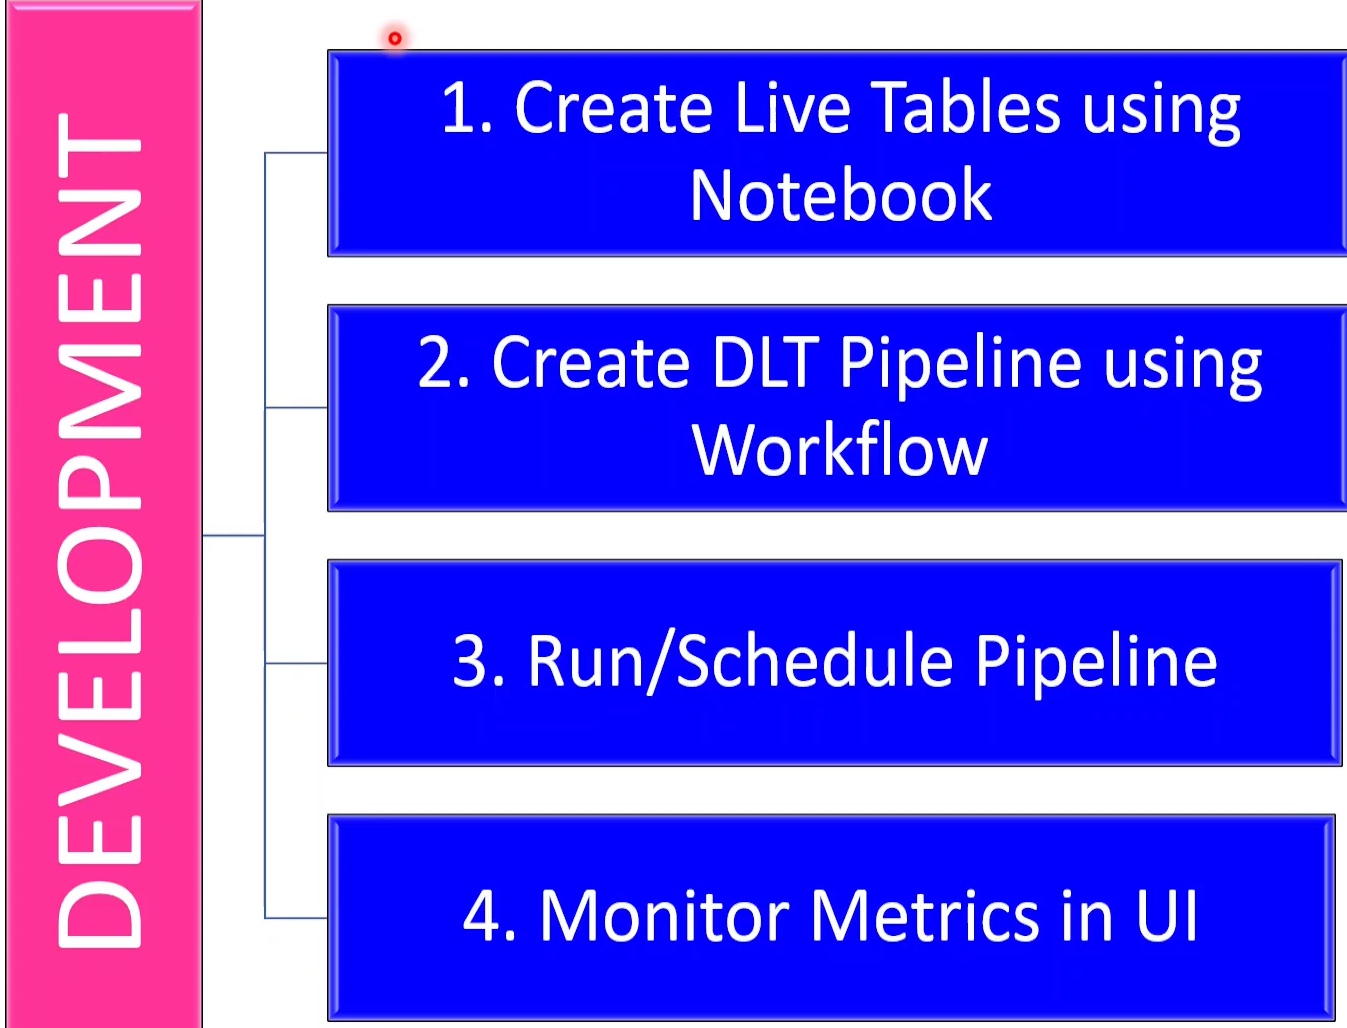 DEVELOPMENT
1. Create Live Tables using
Notebook
2. Create DLT Pipeline using
Workflow
3. Run/Schedule Pipeline
4. Monitor Metrics in UI